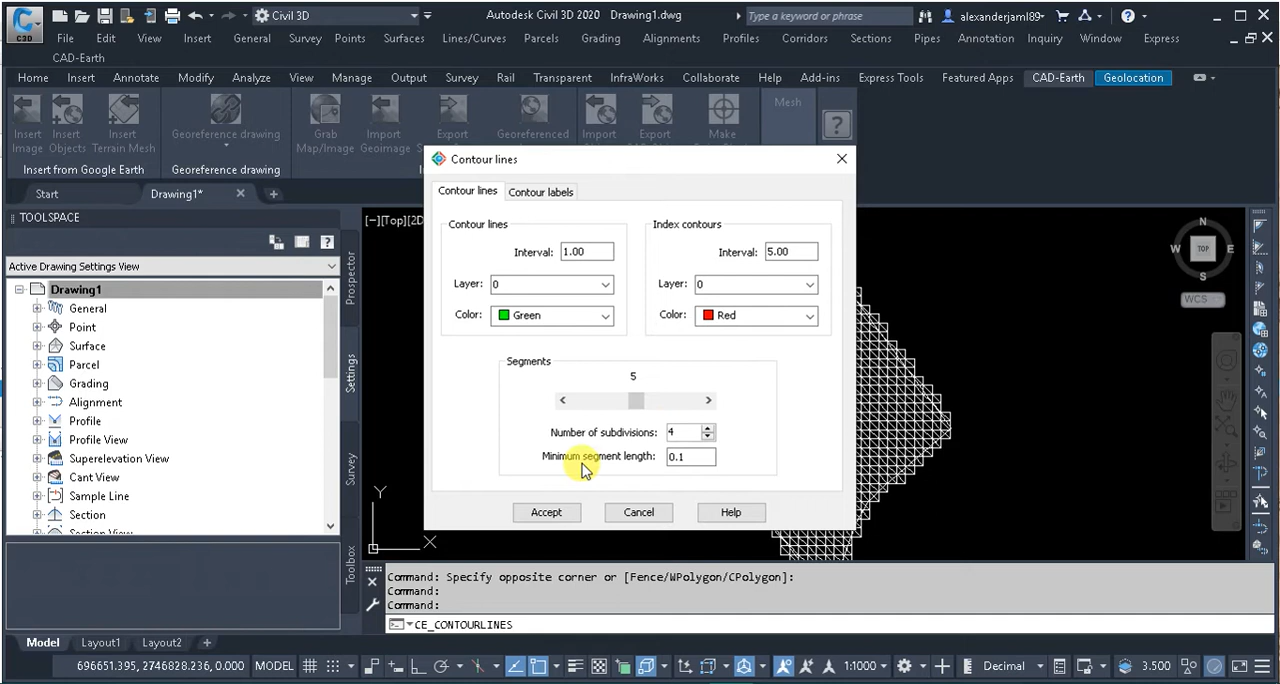 Civil 3D
Autodesk Civil 3D 2020 Drawing1.dwg
Type a keyword or phrase
alexanderjaml89
C3D
File Edit View Insert General Survey Points Surfaces Lines/Curves Parcels Grading Alignments Profiles Corridors Sections Pipes Annotation Inquiry Window Express
CAD-Earth
Home Insert Annotate Modify Analyze View Manage Output Survey Rail Transparent InfraWorks Collaborate Help Add-ins Express Tools Featured Apps CAD-Earth Geolocation
Insert Image
Insert Objects
Insert Terrain Mesh
Georeference drawing
Grab Map/Image
Import Geoimage
Export
Georeferenced
Import
Export
Make
Mesh
?
Insert from Google Earth
Georeference drawing
Start
Drawing1*
TOOLSPACE
Active Drawing Settings View
Drawing1
General
Point
Surface
Parcel
Grading
Alignment
Profile
Profile View
Superelevation View
Cant View
Sample Line
Section
Section View
Prospector
Settings
Survey
Toolbox
[−][Top][2D
Contour lines
Contour lines
Contour labels
Contour lines
Interval: 1.00
Layer: 0
Color: Green
Index contours
Interval: 5.00
Layer: 0
Color: Red
Segments
5
Number of subdivisions: 4
Minimum segment length: 0.1
Accept
Cancel
Help
N
W
TOP
E
S
WCS
Y
X
Command: Specify opposite corner or [Fence/WPolygon/CPolygon]:
Command:
Command:
CE_CONTOURLINES
Model Layout1 Layout2 +
696651.395, 2746828.236, 0.000 MODEL
1:1000
Decimal
3.500